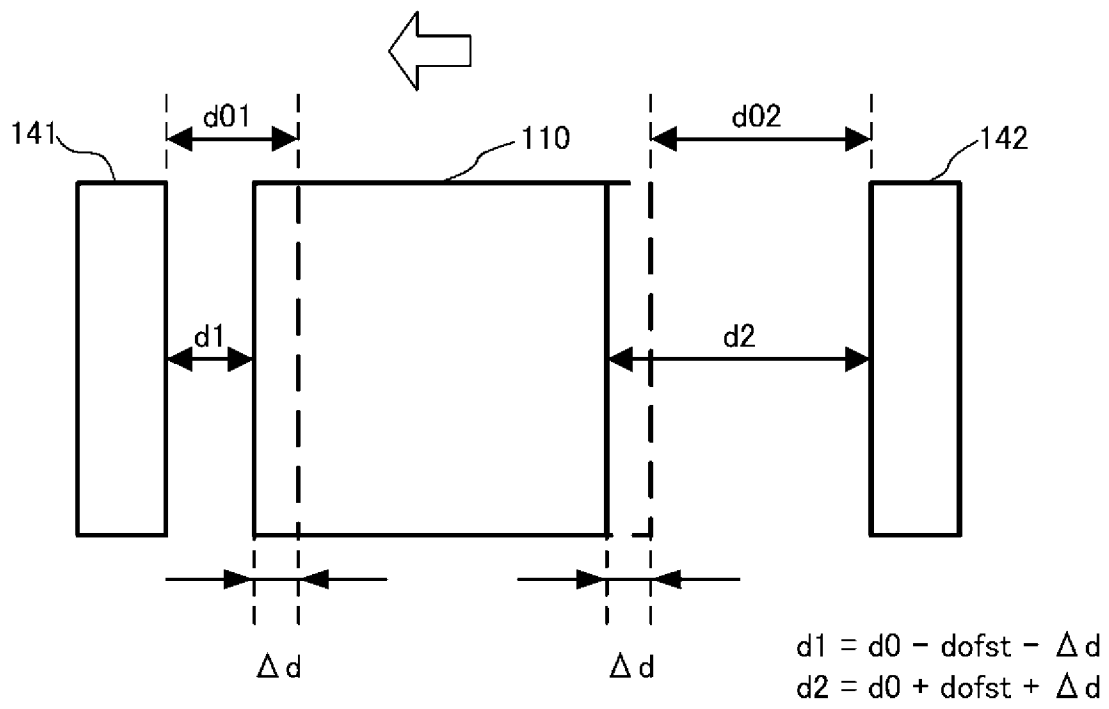 d01
d02
141
110
142
d1
d2
Δd
Δd
d1 = d0 - dofst - Δd
d2 = d0 + dofst + Δd